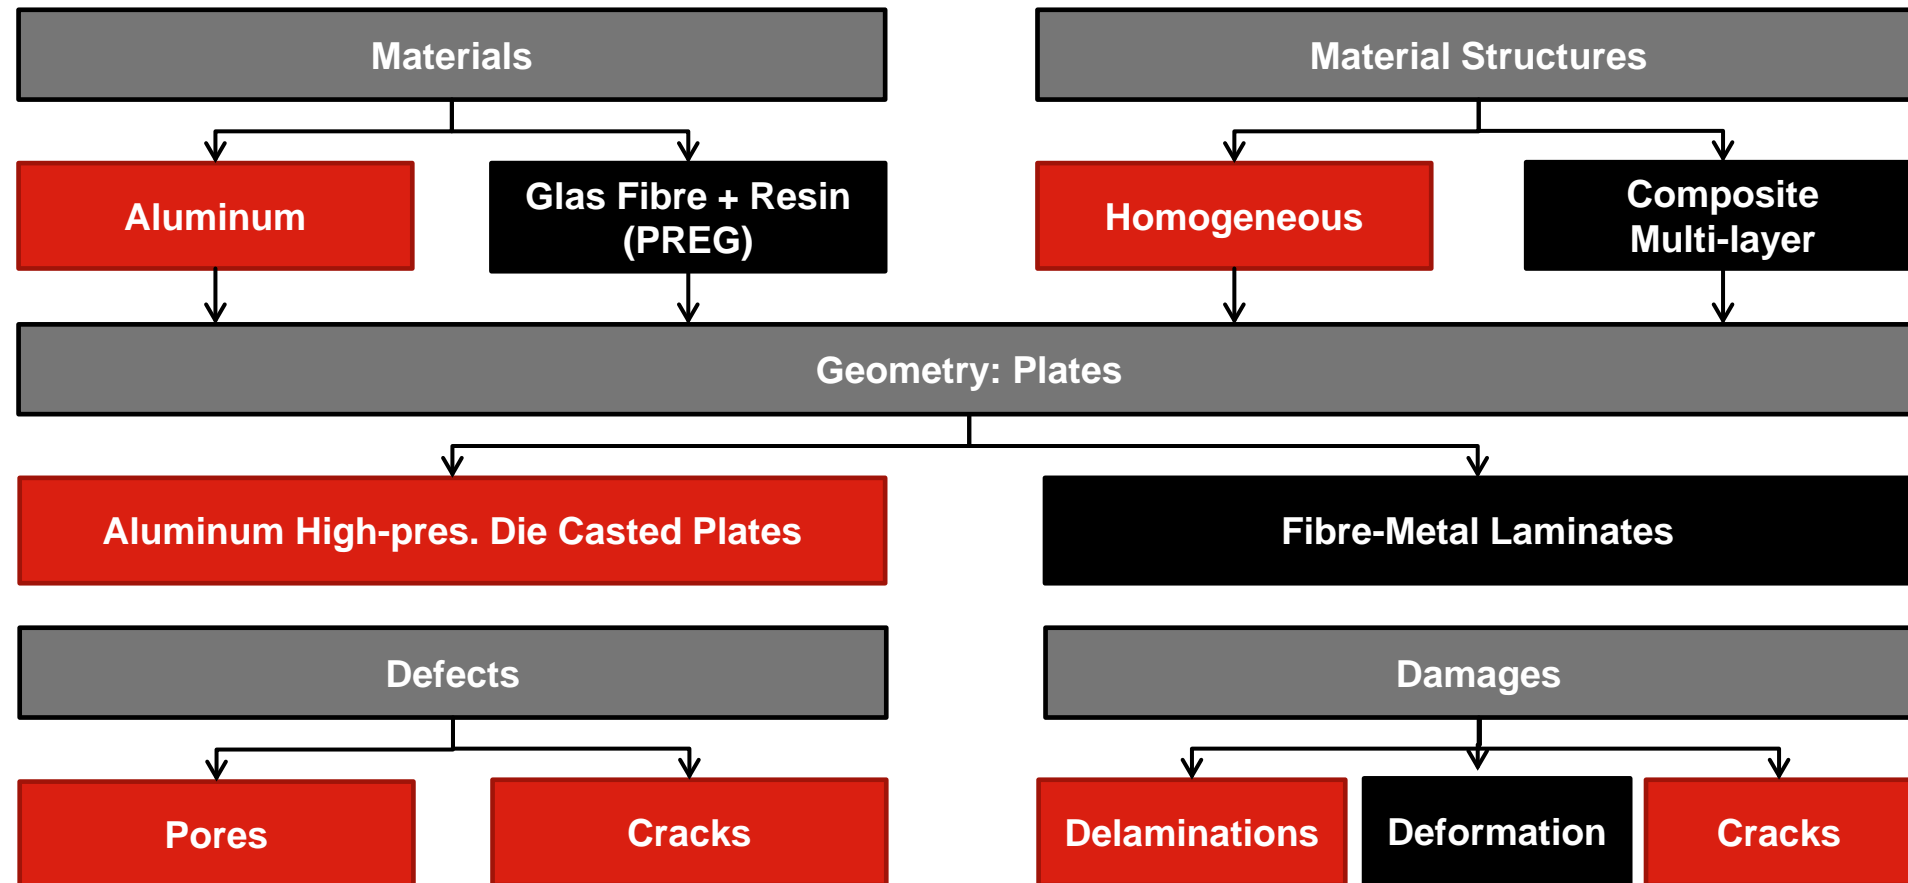 Materials
Material Structures
Aluminum
Glas Fibre + Resin
(PREG)
Homogeneous
Composite
Multi-layer
Geometry: Plates
Aluminum High-pres. Die Casted Plates
Fibre-Metal Laminates
Defects
Damages
Pores
Cracks
Delaminations
Deformation
Cracks